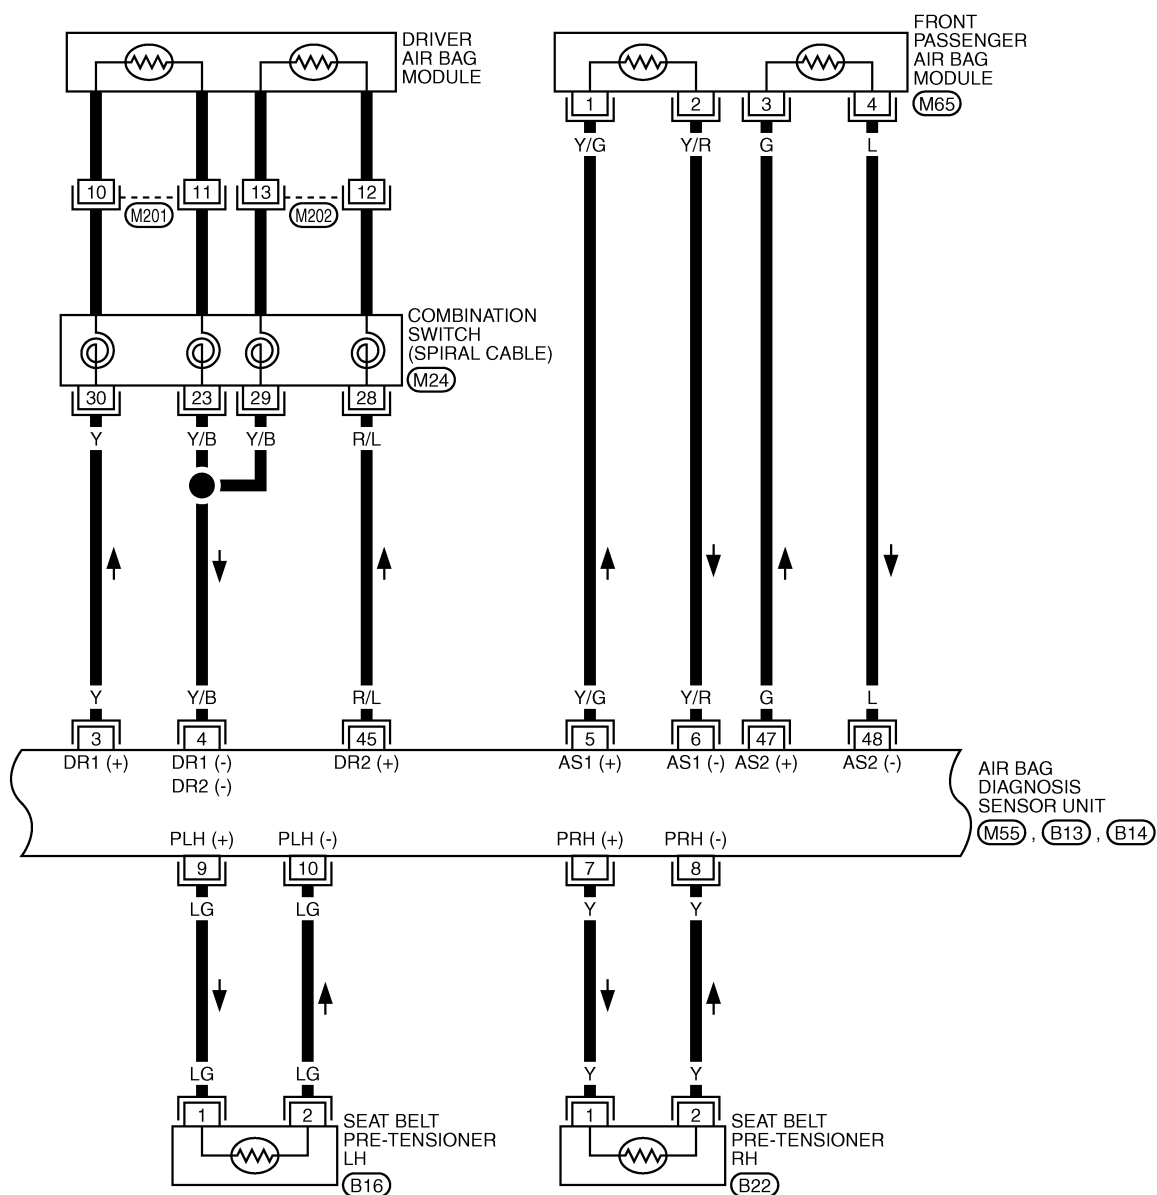 DRIVER
AIR BAG
MODULE
FRONT
PASSENGER
AIR BAG
MODULE
M65
1 2 3 4
Y/G Y/R G L
10 11 13 12
M201 M202
COMBINATION
SWITCH
(SPIRAL CABLE)
M24
30 23 29 28
Y Y/B Y/B R/L
Y Y/B R/L Y/G Y/R G L
3 4 45 5 6 47 48
DR1 (+) DR1 (-) DR2 (+) AS1 (+) AS1 (-) AS2 (+) AS2 (-)
DR2 (-)
AIR BAG
DIAGNOSIS
SENSOR UNIT
M55 , B13 , B14
PLH (+) PLH (-) PRH (+) PRH (-)
9 10 7 8
LG LG Y Y
LG LG Y Y
1 2 1 2
SEAT BELT
PRE-TENSIONER
LH
B16
SEAT BELT
PRE-TENSIONER
RH
B22